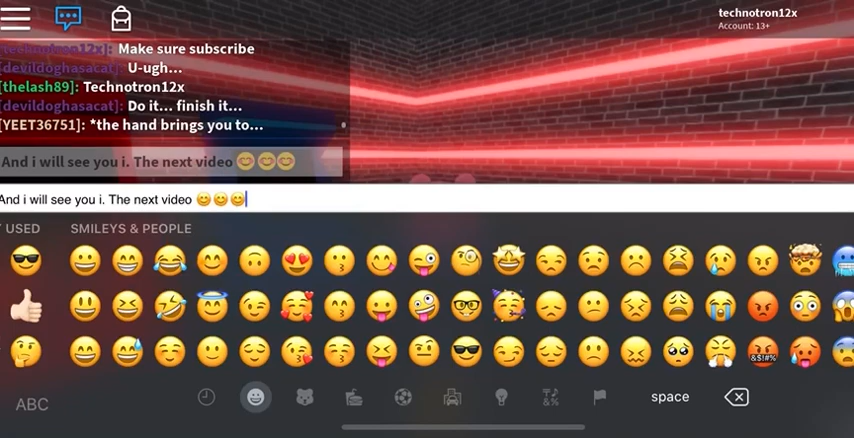 technotron12x
Account: 13+
[technotron12x]: Make sure subscribe
[devildoghasacat]: U-ugh...
[thelash89]: Technotron12x
[devildoghasacat]: Do it... finish it...
[YEET36751]: *the hand brings you to...
And i will see you i. The next video 😊😊😊
And i will see you i. The next video 😊😊😊
USED
SMILEYS & PEOPLE
&$!#%
ABC
space